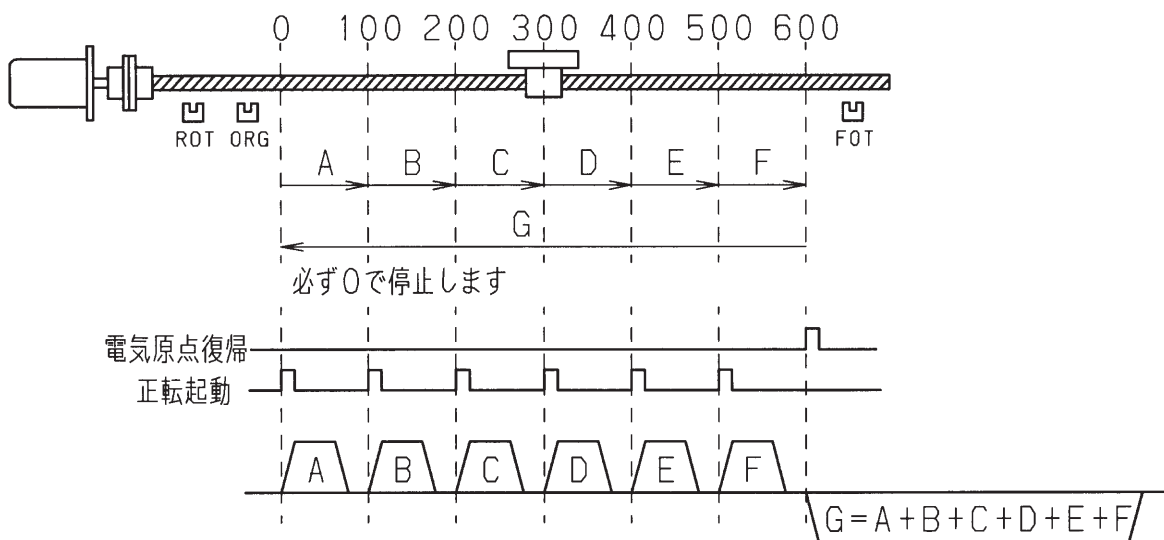 0 100 200 300 400 500 600
ROT ORG FOT
A B C D E F
G
必ず0で停止します
電気原点復帰
正転起動
A B C D E F
G=A+B+C+D+E+F